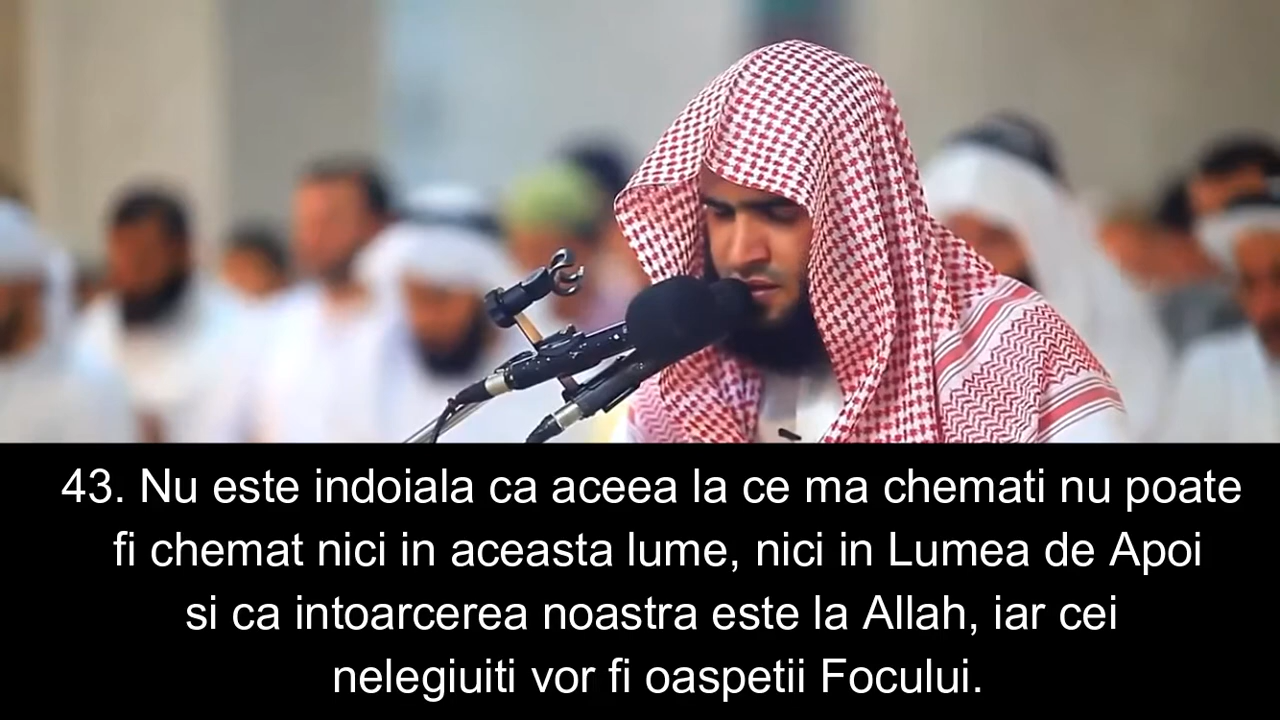 43. Nu este indoiala ca aceea la ce ma chemati nu poate
fi chemat nici in aceasta lume, nici in Lumea de Apoi
si ca intoarcerea noastra este la Allah, iar cei
nelegiuiti vor fi oaspetii Focului.